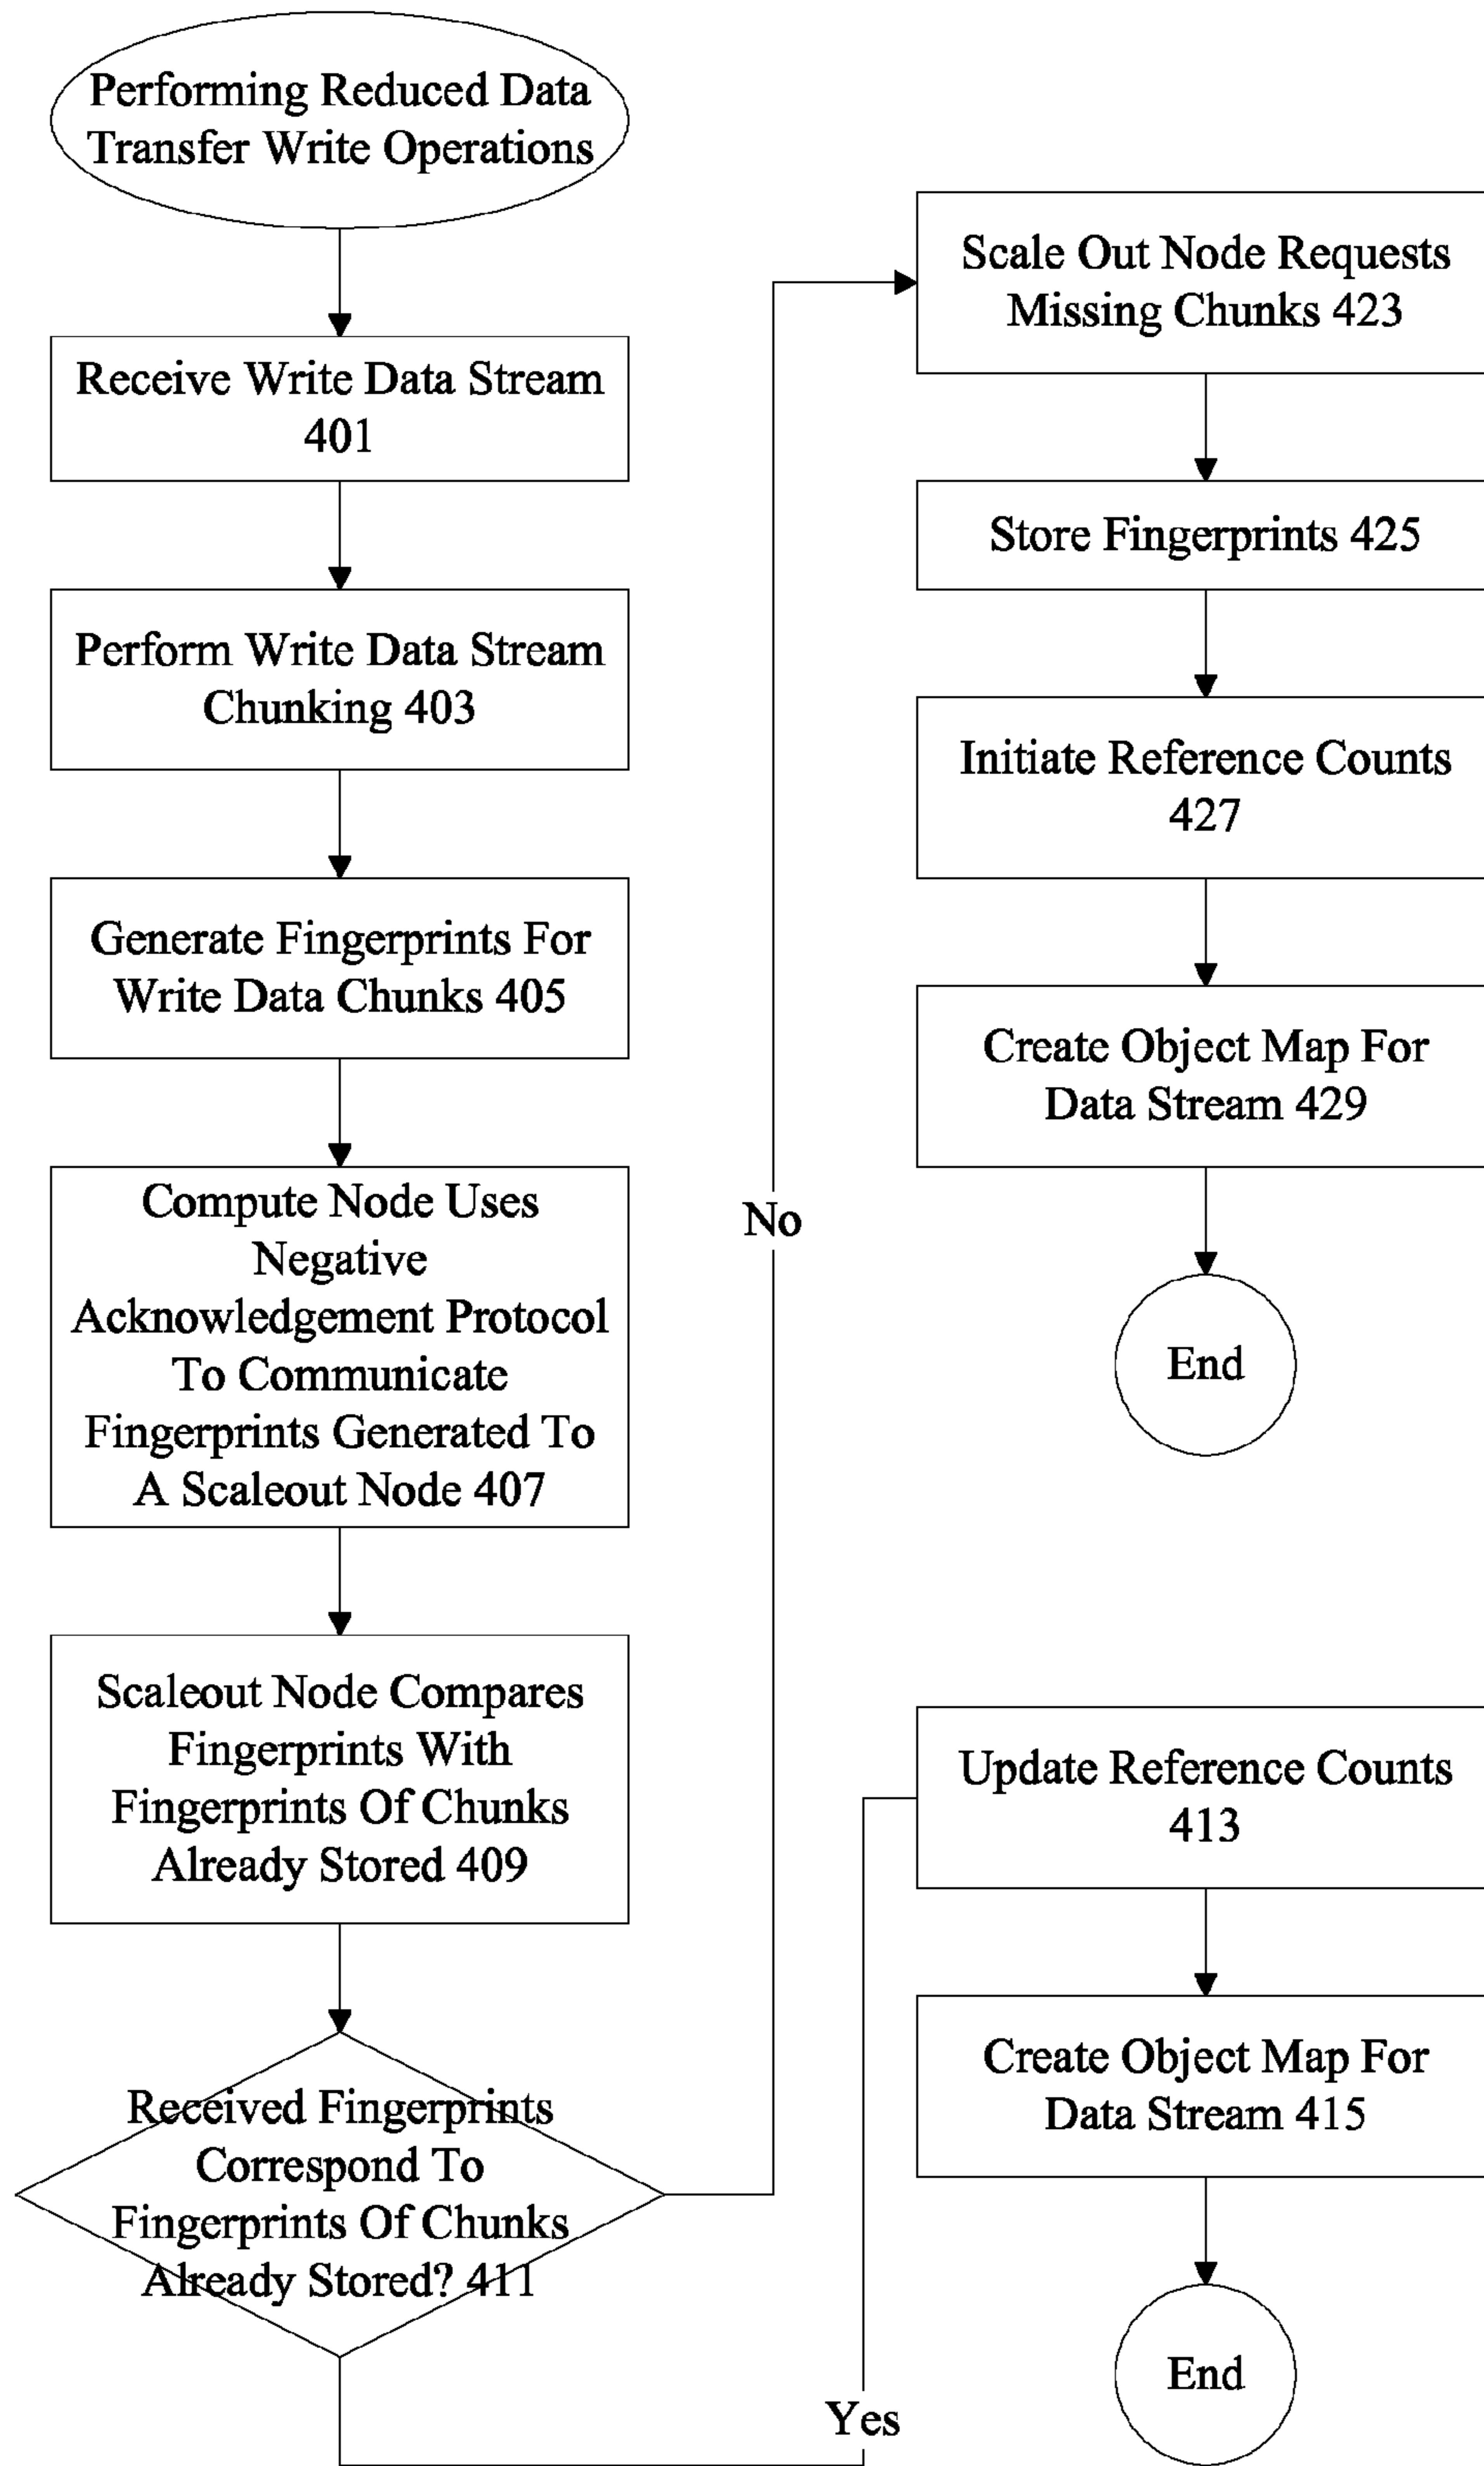 Performing Reduced Data
Transfer Write Operations
Receive Write Data Stream
401
Perform Write Data Stream
Chunking 403
Generate Fingerprints For
Write Data Chunks 405
Compute Node Uses
Negative
Acknowledgement Protocol
To Communicate
Fingerprints Generated To
A Scaleout Node 407
Scaleout Node Compares
Fingerprints With
Fingerprints Of Chunks
Already Stored 409
Received Fingerprints
Correspond To
Fingerprints Of Chunks
Already Stored? 411
No
Yes
Scale Out Node Requests
Missing Chunks 423
Store Fingerprints 425
Initiate Reference Counts
427
Create Object Map For
Data Stream 429
End
Update Reference Counts
413
Create Object Map For
Data Stream 415
End